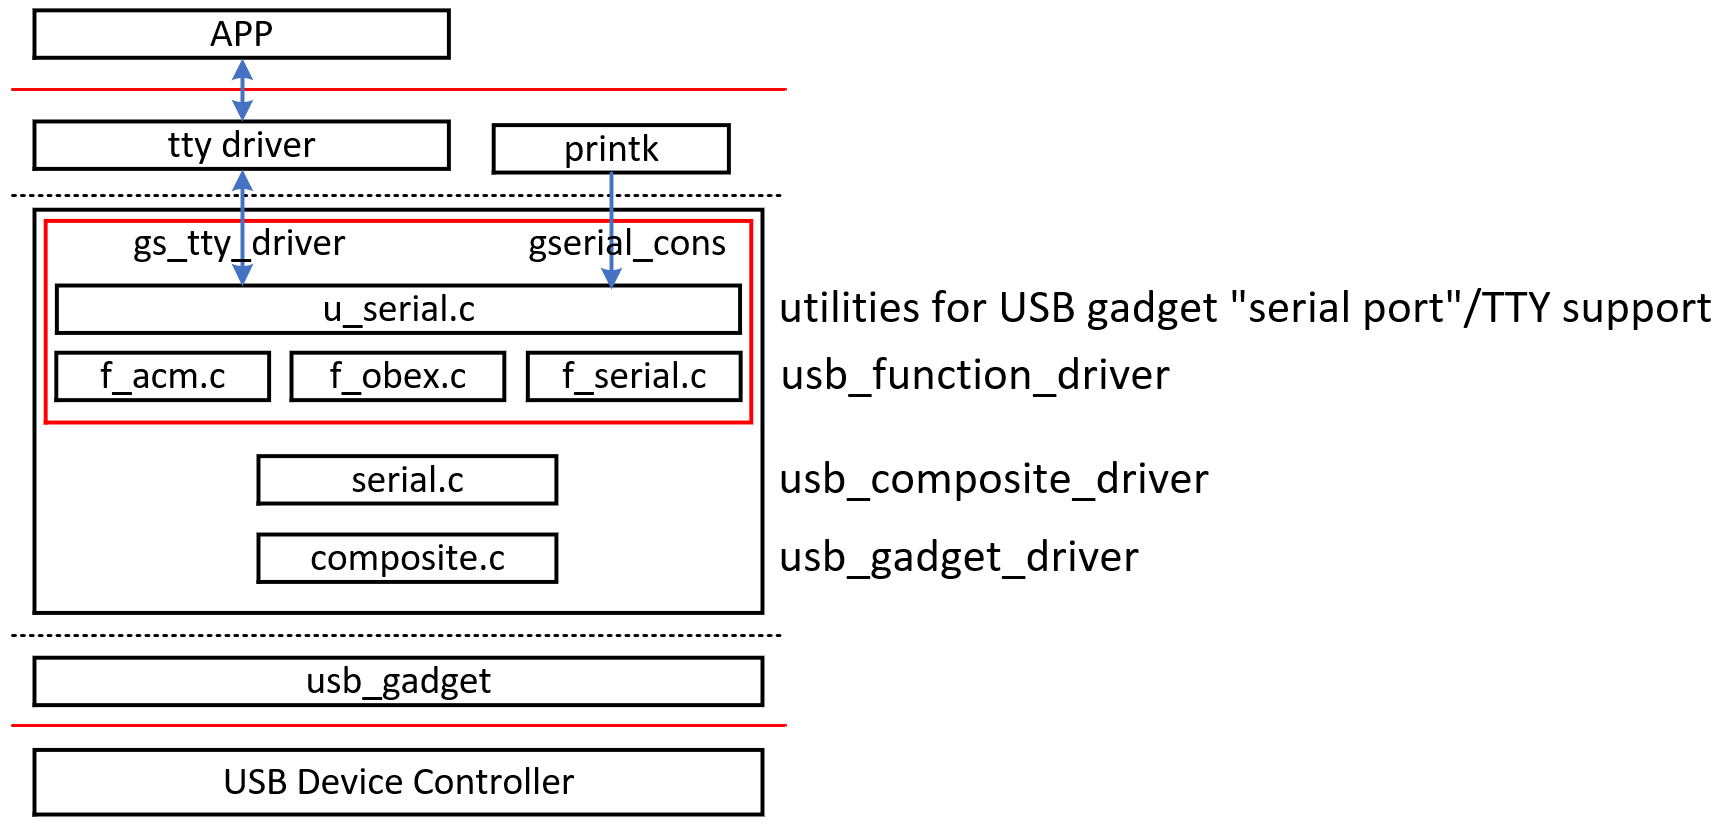 APP
tty driver
printk
gs_tty_driver
gserial_cons
u_serial.c
utilities for USB gadget "serial port"/TTY support
f_acm.c
f_obex.c
f_serial.c
usb_function_driver
serial.c
usb_composite_driver
composite.c
usb_gadget_driver
usb_gadget
USB Device Controller